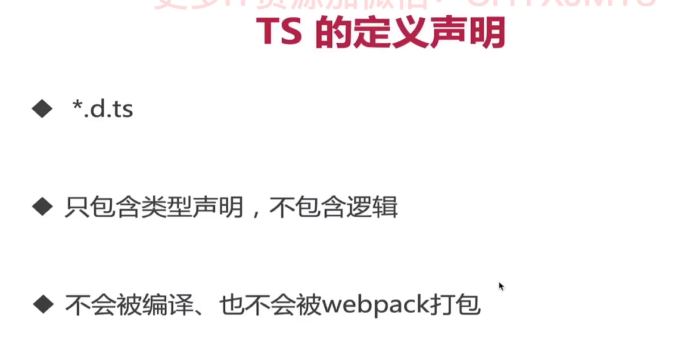 TS 的定义声明
◆ *.d.ts
◆ 只包含类型声明，不包含逻辑
◆ 不会被编译、也不会被webpack打包